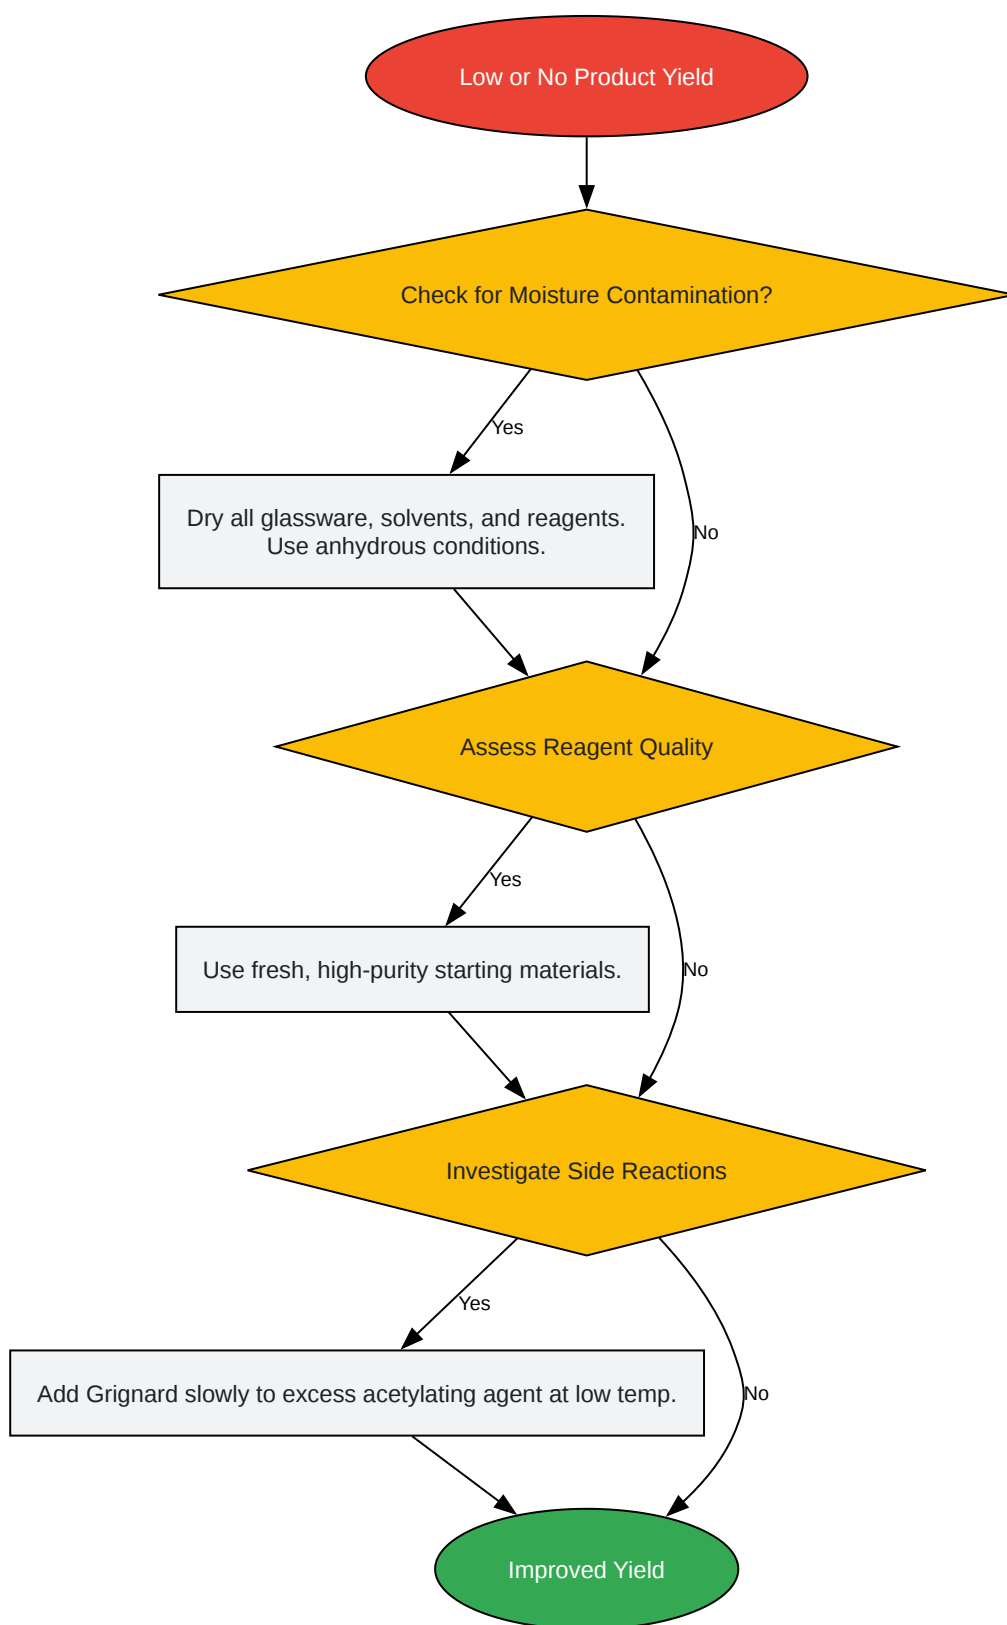 Low or No Product Yield
Check for Moisture Contamination?
Yes
Dry all glassware, solvents, and reagents.
Use anhydrous conditions.
No
Assess Reagent Quality
Yes
Use fresh, high-purity starting materials.
No
Investigate Side Reactions
Yes
Add Grignard slowly to excess acetylating agent at low temp.
No
Improved Yield